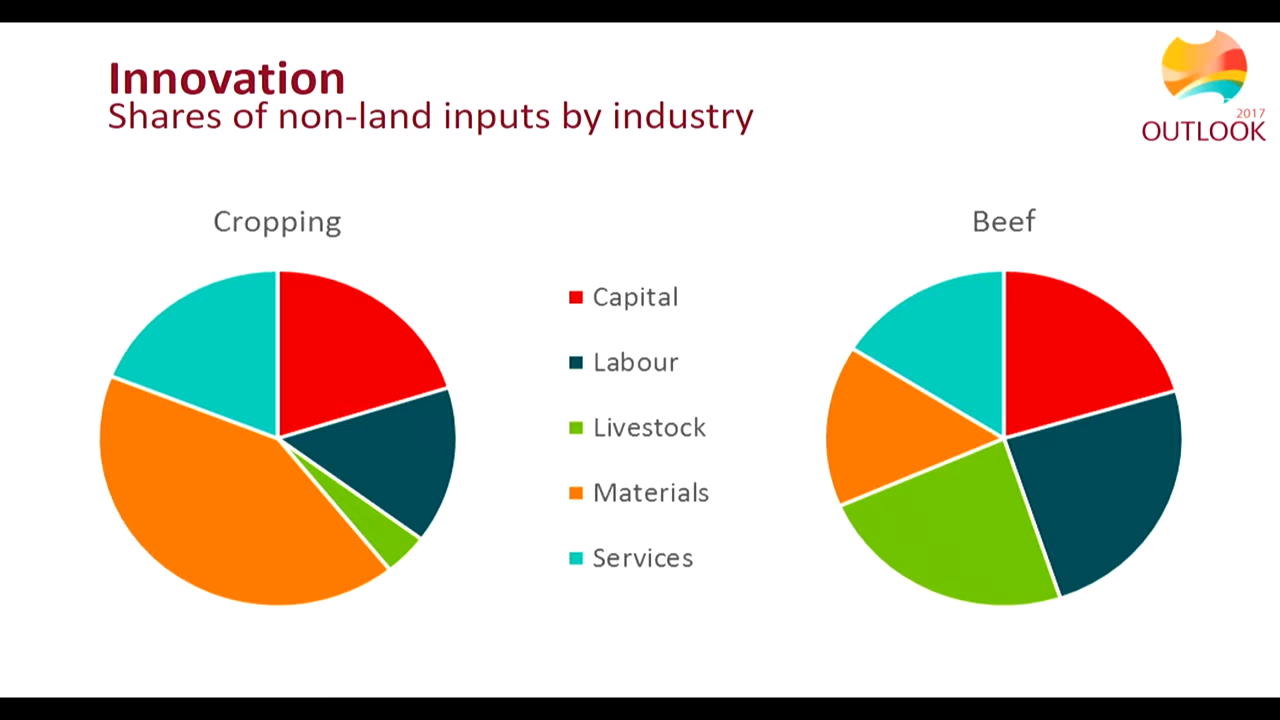 Innovation
Shares of non-land inputs by industry
2017
OUTLOOK
Cropping
Beef
Capital
Labour
Livestock
Materials
Services